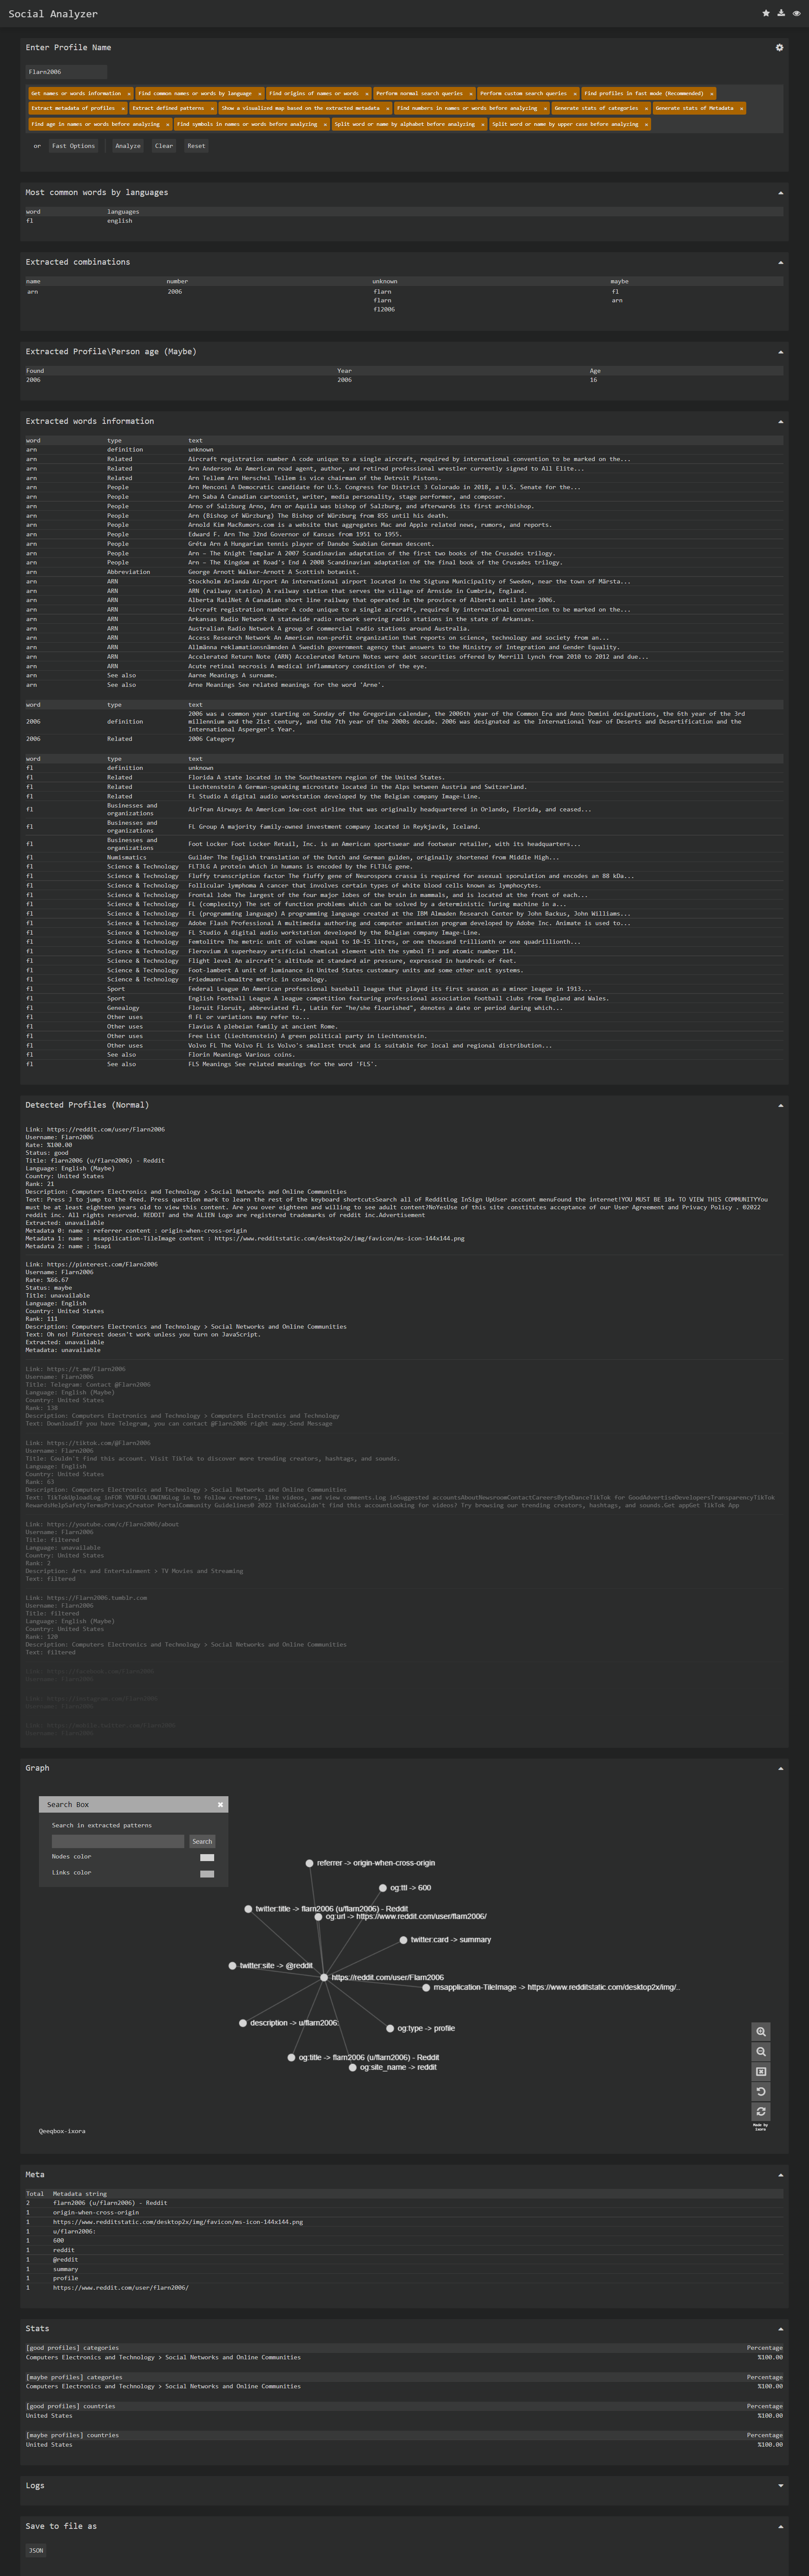 Social Analyzer
Enter Profile Name
Flarn2006
Get names or words information × Find common names or words by language × Find origins of names or words × Perform normal search queries × Perform custom search queries × Find profiles in fast mode (Recommended) ×
Extract metadata of profiles × Extract defined patterns × Show a visualized map based on the extracted metadata × Find numbers in names or words before analyzing × Generate stats of categories × Generate stats of Metadata ×
Find age in names or words before analyzing × Find symbols in names or words before analyzing × Split word or name by alphabet before analyzing × Split word or name by upper case before analyzing ×
or Fast Options Analyze Clear Reset
Most common words by languages
word languages
fl english
Extracted combinations
name number unknown maybe
arn 2006 flarn fl
flarn arn
fl2006
Extracted Profile\Person age (Maybe)
Found Year Age
2006 2006 16
Extracted words information
word type text
arn definition unknown
arn Related Aircraft registration number A code unique to a single aircraft, required by international convention to be marked on the...
arn Related Arn Anderson An American road agent, author, and retired professional wrestler currently signed to All Elite...
arn Related Arn Tellem Arn Herschel Tellem is vice chairman of the Detroit Pistons.
arn People Arn Menconi A Democratic candidate for U.S. Congress for District 3 Colorado in 2018, a U.S. Senate for the...
arn People Arn Saba A Canadian cartoonist, writer, media personality, stage performer, and composer.
arn People Arno of Salzburg Arno, Arn or Aquila was bishop of Salzburg, and afterwards its first archbishop.
arn People Arn (Bishop of Würzburg) The Bishop of Würzburg from 855 until his death.
arn People Arnold Kim MacRumors.com is a website that aggregates Mac and Apple related news, rumors, and reports.
arn People Edward F. Arn The 32nd Governor of Kansas from 1951 to 1955.
arn People Gréta Arn A Hungarian tennis player of Danube Swabian German descent.
arn People Arn – The Knight Templar A 2007 Scandinavian adaptation of the first two books of the Crusades trilogy.
arn People Arn – The Kingdom at Road's End A 2008 Scandinavian adaptation of the final book of the Crusades trilogy.
arn Abbreviation George Arnott Walker-Arnott A Scottish botanist.
arn ARN Stockholm Arlanda Airport An international airport located in the Sigtuna Municipality of Sweden, near the town of Märsta...
arn ARN ARN (railway station) A railway station that serves the village of Arnside in Cumbria, England.
arn ARN Alberta RailNet A Canadian short line railway that operated in the province of Alberta until late 2006.
arn ARN Aircraft registration number A code unique to a single aircraft, required by international convention to be marked on the...
arn ARN Arkansas Radio Network A statewide radio network serving radio stations in the state of Arkansas.
arn ARN Australian Radio Network A group of commercial radio stations around Australia.
arn ARN Access Research Network An American non-profit organization that reports on science, technology and society from an...
arn ARN Allmänna reklamationsnämnden A Swedish government agency that answers to the Ministry of Integration and Gender Equality.
arn ARN Accelerated Return Note (ARN) Accelerated Return Notes were debt securities offered by Merrill Lynch from 2010 to 2012 and due...
arn ARN Acute retinal necrosis A medical inflammatory condition of the eye.
arn See also Aarne Meanings A surname.
arn See also Arne Meanings See related meanings for the word 'Arne'.
word type text
2006 definition 2006 was a common year starting on Sunday of the Gregorian calendar, the 2006th year of the Common Era and Anno Domini designations, the 6th year of the 3rd
millennium and the 21st century, and the 7th year of the 2000s decade. 2006 was designated as the International Year of Deserts and Desertification and the
International Asperger's Year.
2006 Related 2006 Category
word type text
fl definition unknown
fl Related Florida A state located in the Southeastern region of the United States.
fl Related Liechtenstein A German-speaking microstate located in the Alps between Austria and Switzerland.
fl Related FL Studio A digital audio workstation developed by the Belgian company Image-Line.
fl Businesses and organizations AirTran Airways An American low-cost airline that was originally headquartered in Orlando, Florida, and ceased...
fl Businesses and organizations FL Group A majority family-owned investment company located in Reykjavík, Iceland.
fl Businesses and organizations Foot Locker Foot Locker Retail, Inc. is an American sportswear and footwear retailer, with its headquarters...
fl Numismatics Guilder The English translation of the Dutch and German gulden, originally shortened from Middle High...
fl Science & Technology FLT3LG A protein which in humans is encoded by the FLT3LG gene.
fl Science & Technology Fluffy transcription factor The fluffy gene of Neurospora crassa is required for asexual sporulation and encodes an 88 kDa...
fl Science & Technology Follicular lymphoma A cancer that involves certain types of white blood cells known as lymphocytes.
fl Science & Technology Frontal lobe The largest of the four major lobes of the brain in mammals, and is located at the front of each...
fl Science & Technology FL (complexity) The set of function problems which can be solved by a deterministic Turing machine in a...
fl Science & Technology FL (programming language) A programming language created at the IBM Almaden Research Center by John Backus, John Williams...
fl Science & Technology Adobe Flash Professional A multimedia authoring and computer animation program developed by Adobe Inc. Animate is used to...
fl Science & Technology FL Studio A digital audio workstation developed by the Belgian company Image-Line.
fl Science & Technology Femtolitre The metric unit of volume equal to 10-15 litres, or one thousand trillionth or one quadrillionth...
fl Science & Technology Flerovium A superheavy artificial chemical element with the symbol Fl and atomic number 114.
fl Science & Technology Flight level An aircraft's altitude at standard air pressure, expressed in hundreds of feet.
fl Science & Technology Foot-lambert A unit of luminance in United States customary units and some other unit systems.
fl Science & Technology Friedmann–Lemaître metric in cosmology.
fl Sport Federal League An American professional baseball league that played its first season as a minor league in 1913...
fl Sport English Football League A league competition featuring professional association football clubs from England and Wales.
fl Genealogy Floruit Floruit, abbreviated fl., Latin for "he/she flourished", denotes a date or period during which...
fl Other uses ﬂ FL or variations may refer to...
fl Other uses Flavius A plebeian family at ancient Rome.
fl Other uses Free List (Liechtenstein) A green political party in Liechtenstein.
fl Other uses Volvo FL The Volvo FL is Volvo's smallest truck and is suitable for local and regional distribution...
fl See also Florin Meanings Various coins.
fl See also FLS Meanings See related meanings for the word 'FLS'.
Detected Profiles (Normal)
Link: https://reddit.com/user/Flarn2006
Username: Flarn2006
Rate: %100.00
Status: good
Title: flarn2006 (u/flarn2006) - Reddit
Language: English (Maybe)
Country: United States
Rank: 21
Description: Computers Electronics and Technology > Social Networks and Online Communities
Text: Press J to jump to the feed. Press question mark to learn the rest of the keyboard shortcutsSearch all of RedditLog InSign UpUser account menuFound the internet!YOU MUST BE 18+ TO VIEW THIS COMMUNITYYou
must be at least eighteen years old to view this content. Are you over eighteen and willing to see adult content?NoYesUse of this site constitutes acceptance of our User Agreement and Privacy Policy . ©2022
reddit inc. All rights reserved. REDDIT and the ALIEN Logo are registered trademarks of reddit inc.Advertisement
Extracted: unavailable
Metadata 0: name : referrer content : origin-when-cross-origin
Metadata 1: name : msapplication-TileImage content : https://www.redditstatic.com/desktop2x/img/favicon/ms-icon-144x144.png
Metadata 2: name : jsapi
Link: https://pinterest.com/Flarn2006
Username: Flarn2006
Rate: %66.67
Status: maybe
Title: unavailable
Language: English
Country: United States
Rank: 111
Description: Computers Electronics and Technology > Social Networks and Online Communities
Text: Oh no! Pinterest doesn't work unless you turn on JavaScript.
Extracted: unavailable
Metadata: unavailable
Link: https://t.me/Flarn2006
Username: Flarn2006
Title: Telegram: Contact @Flarn2006
Language: English (Maybe)
Country: United States
Rank: 138
Description: Computers Electronics and Technology > Computers Electronics and Technology
Text: DownloadIf you have Telegram, you can contact @Flarn2006 right away.Send Message
Link: https://tiktok.com/@Flarn2006
Username: Flarn2006
Title: Couldn't find this account. Visit TikTok to discover more trending creators, hashtags, and sounds.
Language: English
Country: United States
Rank: 63
Description: Computers Electronics and Technology > Social Networks and Online Communities
Text: TikTokUploadLog inFOR YOUFOLLOWINGLog in to follow creators, like videos, and view comments.Log inSuggested accountsAboutNewsroomContactCareersByteDanceTikTok for GoodAdvertiseDevelopersTransparencyTikTok
RewardsHelpSafetyTermsPrivacyCreator PortalCommunity Guidelines© 2022 TikTokCouldn't find this accountLooking for videos? Try browsing our trending creators, hashtags, and sounds.Get appGet TikTok App
Link: https://youtube.com/c/Flarn2006/about
Username: Flarn2006
Title: filtered
Language: unavailable
Country: United States
Rank: 2
Description: Arts and Entertainment > TV Movies and Streaming
Text: filtered
Link: https://Flarn2006.tumblr.com
Username: Flarn2006
Title: filtered
Language: English (Maybe)
Country: United States
Rank: 120
Description: Computers Electronics and Technology > Social Networks and Online Communities
Text: filtered
Link: https://facebook.com/Flarn2006
Username: Flarn2006
Link: https://instagram.com/Flarn2006
Username: Flarn2006
Link: https://mobile.twitter.com/Flarn2006
Username: Flarn2006
Graph
Search Box ×
Search in extracted patterns
Search
Nodes color
Links color
referrer -> origin-when-cross-origin
og:ttl -> 600
twitter:title -> flarn2006 (u/flarn2006) - Reddit
og:url -> https://www.reddit.com/user/flarn2006/
twitter:card -> summary
twitter:site -> @reddit
https://reddit.com/user/Flarn2006
msapplication-TileImage -> https://www.redditstatic.com/desktop2x/img/..
description -> u/flarn2006:
og:type -> profile
og:title -> flarn2006 (u/flarn2006) - Reddit
og:site_name -> reddit
Made by
Ixora
Qeeqbox-ixora
Meta
Total Metadata string
2 flarn2006 (u/flarn2006) - Reddit
1 origin-when-cross-origin
1 https://www.redditstatic.com/desktop2x/img/favicon/ms-icon-144x144.png
1 u/flarn2006:
1 600
1 reddit
1 @reddit
1 summary
1 profile
1 https://www.reddit.com/user/flarn2006/
Stats
[good profiles] categories Percentage
Computers Electronics and Technology > Social Networks and Online Communities %100.00
[maybe profiles] categories Percentage
Computers Electronics and Technology > Social Networks and Online Communities %100.00
[good profiles] countries Percentage
United States %100.00
[maybe profiles] countries Percentage
United States %100.00
Logs
Save to file as
JSON